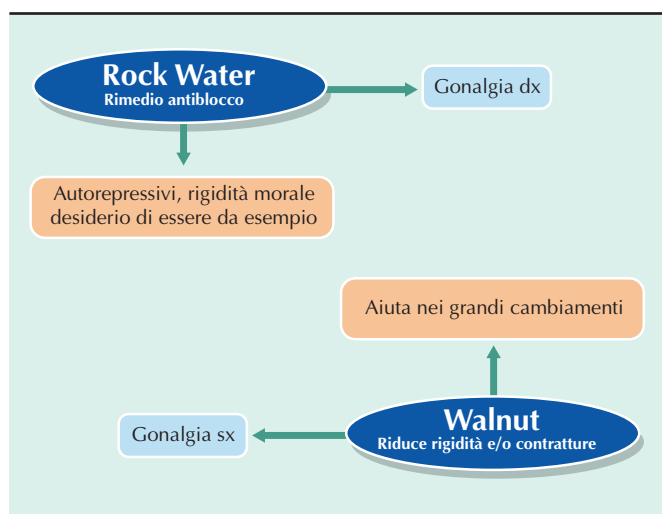 Rock Water
Rimedio antiblocco
Gonalgia dx
Autorepressivi, rigidità morale
desiderio di essere da esempio
Aiuta nei grandi cambiamenti
Gonalgia sx
Walnut
Riduce rigidità e/o contratture